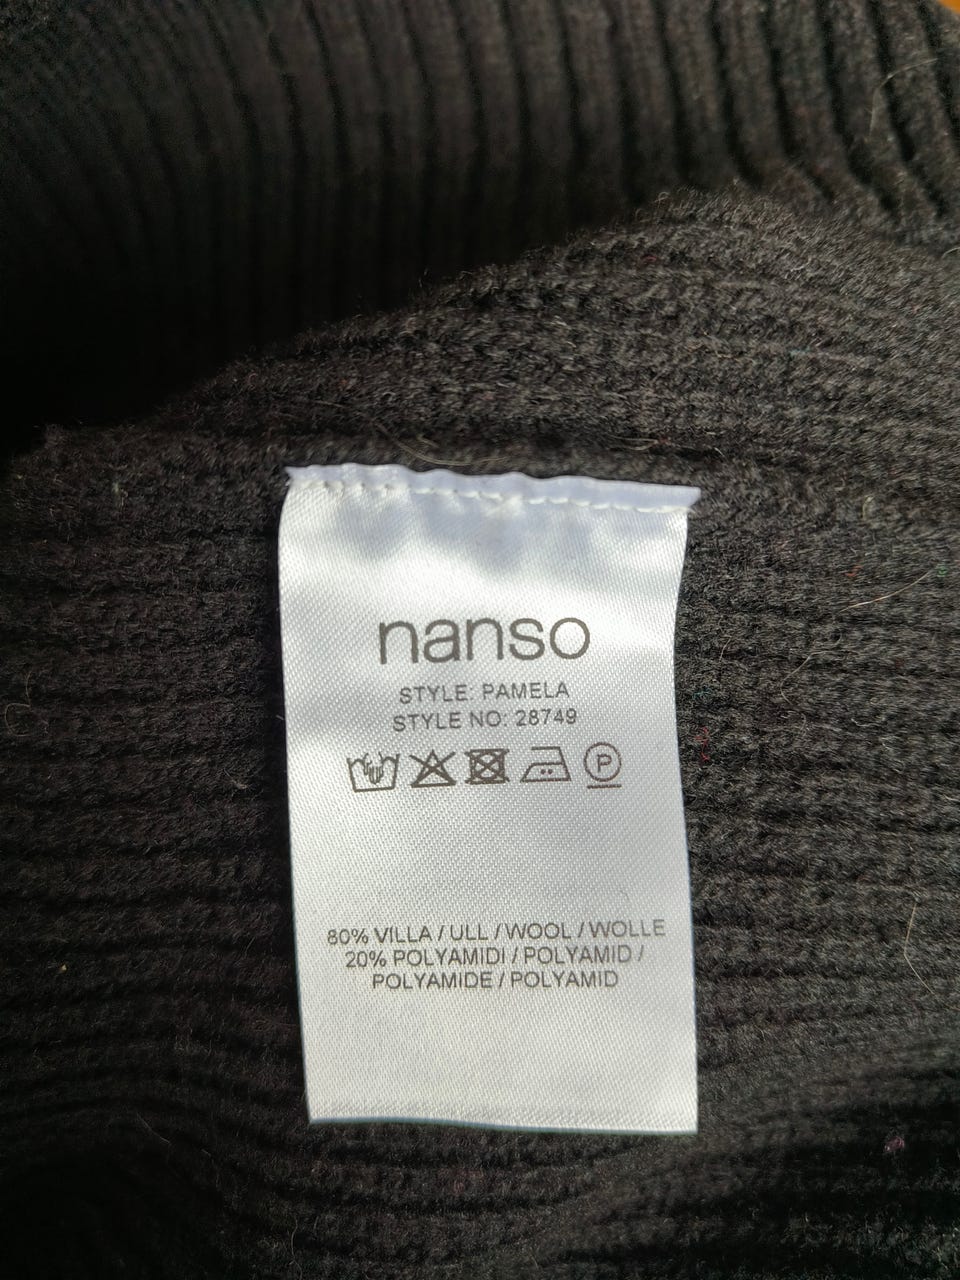 nanso
STYLE: PAMELA
STYLE NO: 28749
P
80% VILLA / ULL / WOOL / WOLLE
20% POLYAMIDI / POLYAMID /
POLYAMIDE / POLYAMID